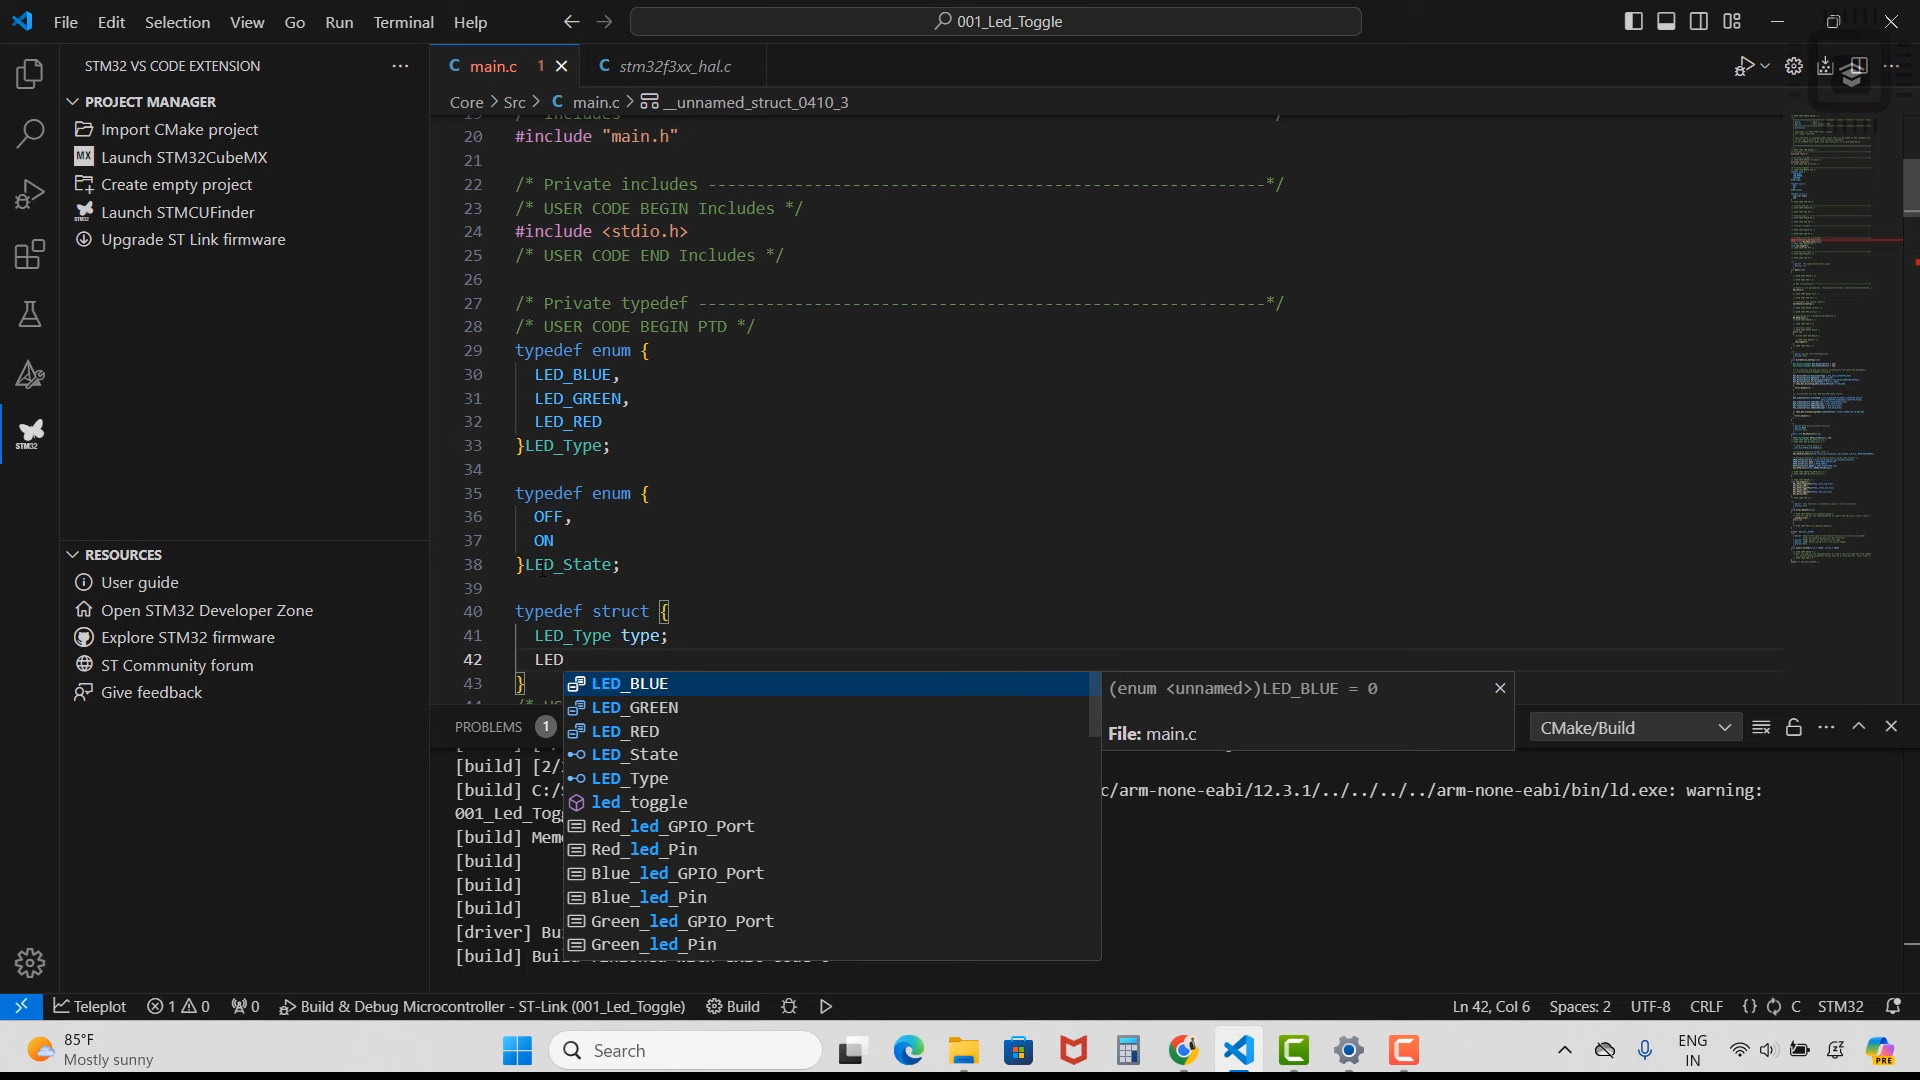 File Edit Selection View Go Run Terminal Help
001_Led_Toggle
STM32 VS CODE EXTENSION
PROJECT MANAGER
Import CMake project
MX Launch STM32CubeMX
Create empty project
Launch STMCUFinder
Upgrade ST Link firmware
STM32
RESOURCES
User guide
Open STM32 Developer Zone
Explore STM32 firmware
ST Community forum
Give feedback
C main.c 1
C stm32f3xx_hal.c
Core > Src > C main.c > __unnamed_struct_0410_3
20 #include "main.h"
21
22 /* Private includes ----------------------------------------------------------*/
23 /* USER CODE BEGIN Includes */
24 #include <stdio.h>
25 /* USER CODE END Includes */
26
27 /* Private typedef -----------------------------------------------------------*/
28 /* USER CODE BEGIN PTD */
29 typedef enum {
30 LED_BLUE,
31 LED_GREEN,
32 LED_RED
33 }LED_Type;
34
35 typedef enum {
36 OFF,
37 ON
38 }LED_State;
39
40 typedef struct {
41 LED_Type type;
42 LED
43 }
LED_BLUE
LED_GREEN
LED_RED
LED_State
LED_Type
led_toggle
Red_led_GPIO_Port
Red_led_Pin
Blue_led_GPIO_Port
Blue_led_Pin
Green_led_GPIO_Port
Green_led_Pin
(enum <unnamed>)LED_BLUE = 0
File: main.c
PROBLEMS 1
CMake/Build
[build] [2/
[build] C:/ c/arm-none-eabi/12.3.1/../../../../arm-none-eabi/bin/ld.exe: warning:
001_Led_Tog
[build] Mem
[build]
[build]
[build]
[driver] Bu
[build]
Teleplot 1 0 0 Build & Debug Microcontroller - ST-Link (001_Led_Toggle) Build
Ln 42, Col 6 Spaces: 2 UTF-8 CRLF {} C STM32
85°F
Mostly sunny
Search
ENG
IN
PRE